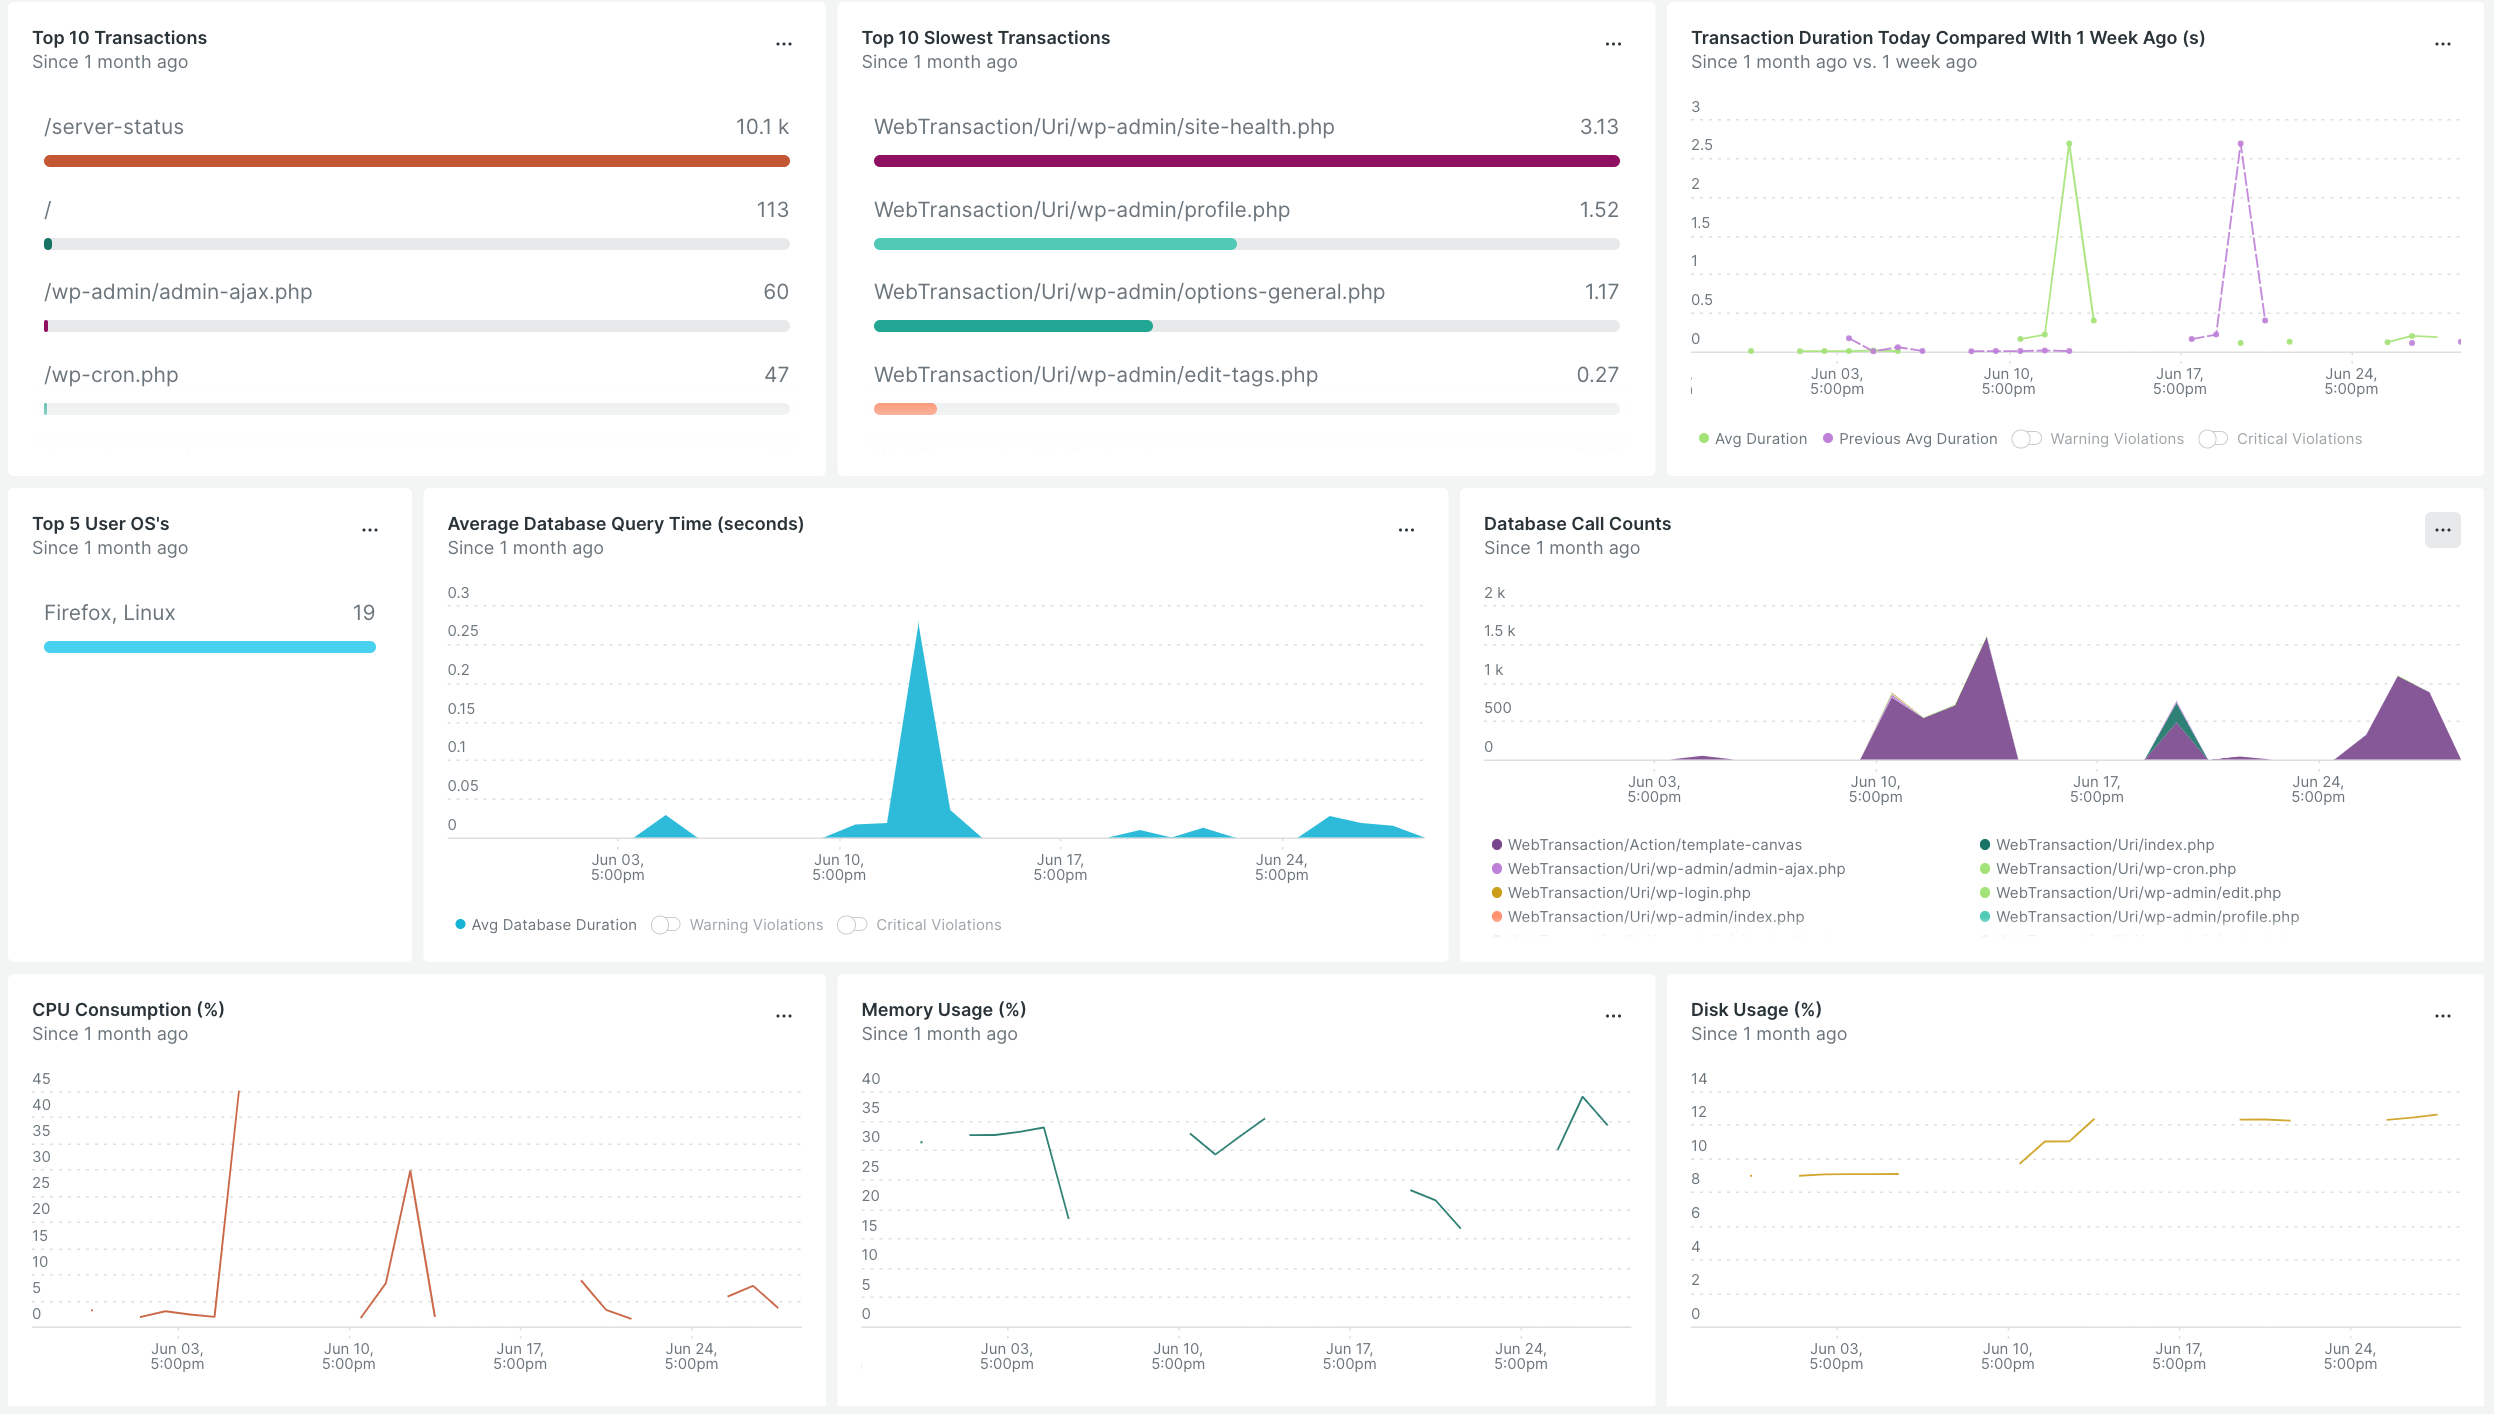 Top 10 Transactions
Since 1 month ago
/server-status 10.1 k
/ 113
/wp-admin/admin-ajax.php 60
/wp-cron.php 47
Top 10 Slowest Transactions
Since 1 month ago
WebTransaction/Uri/wp-admin/site-health.php 3.13
WebTransaction/Uri/wp-admin/profile.php 1.52
WebTransaction/Uri/wp-admin/options-general.php 1.17
WebTransaction/Uri/wp-admin/edit-tags.php 0.27
Transaction Duration Today Compared WIth 1 Week Ago (s)
Since 1 month ago vs. 1 week ago
3
2.5
2
1.5
1
0.5
0
Jun 03, Jun 10, Jun 17, Jun 24,
5:00pm 5:00pm 5:00pm 5:00pm
Avg Duration Previous Avg Duration Warning Violations Critical Violations
Top 5 User OS's
Since 1 month ago
Firefox, Linux 19
Average Database Query Time (seconds)
Since 1 month ago
0.3
0.25
0.2
0.15
0.1
0.05
0
Jun 03, Jun 10, Jun 17, Jun 24,
5:00pm 5:00pm 5:00pm 5:00pm
Avg Database Duration Warning Violations Critical Violations
Database Call Counts
Since 1 month ago
2 k
1.5 k
1 k
500
0
Jun 03, Jun 10, Jun 17, Jun 24,
5:00pm 5:00pm 5:00pm 5:00pm
WebTransaction/Action/template-canvas WebTransaction/Uri/index.php
WebTransaction/Uri/wp-admin/admin-ajax.php WebTransaction/Uri/wp-cron.php
WebTransaction/Uri/wp-login.php WebTransaction/Uri/wp-admin/edit.php
WebTransaction/Uri/wp-admin/index.php WebTransaction/Uri/wp-admin/profile.php
CPU Consumption (%)
Since 1 month ago
45
40
35
30
25
20
15
10
5
0
Jun 03, Jun 10, Jun 17, Jun 24,
5:00pm 5:00pm 5:00pm 5:00pm
Memory Usage (%)
Since 1 month ago
40
35
30
25
20
15
10
5
0
Jun 03, Jun 10, Jun 17, Jun 24,
5:00pm 5:00pm 5:00pm 5:00pm
Disk Usage (%)
Since 1 month ago
14
12
10
8
6
4
2
0
Jun 03, Jun 10, Jun 17, Jun 24,
5:00pm 5:00pm 5:00pm 5:00pm